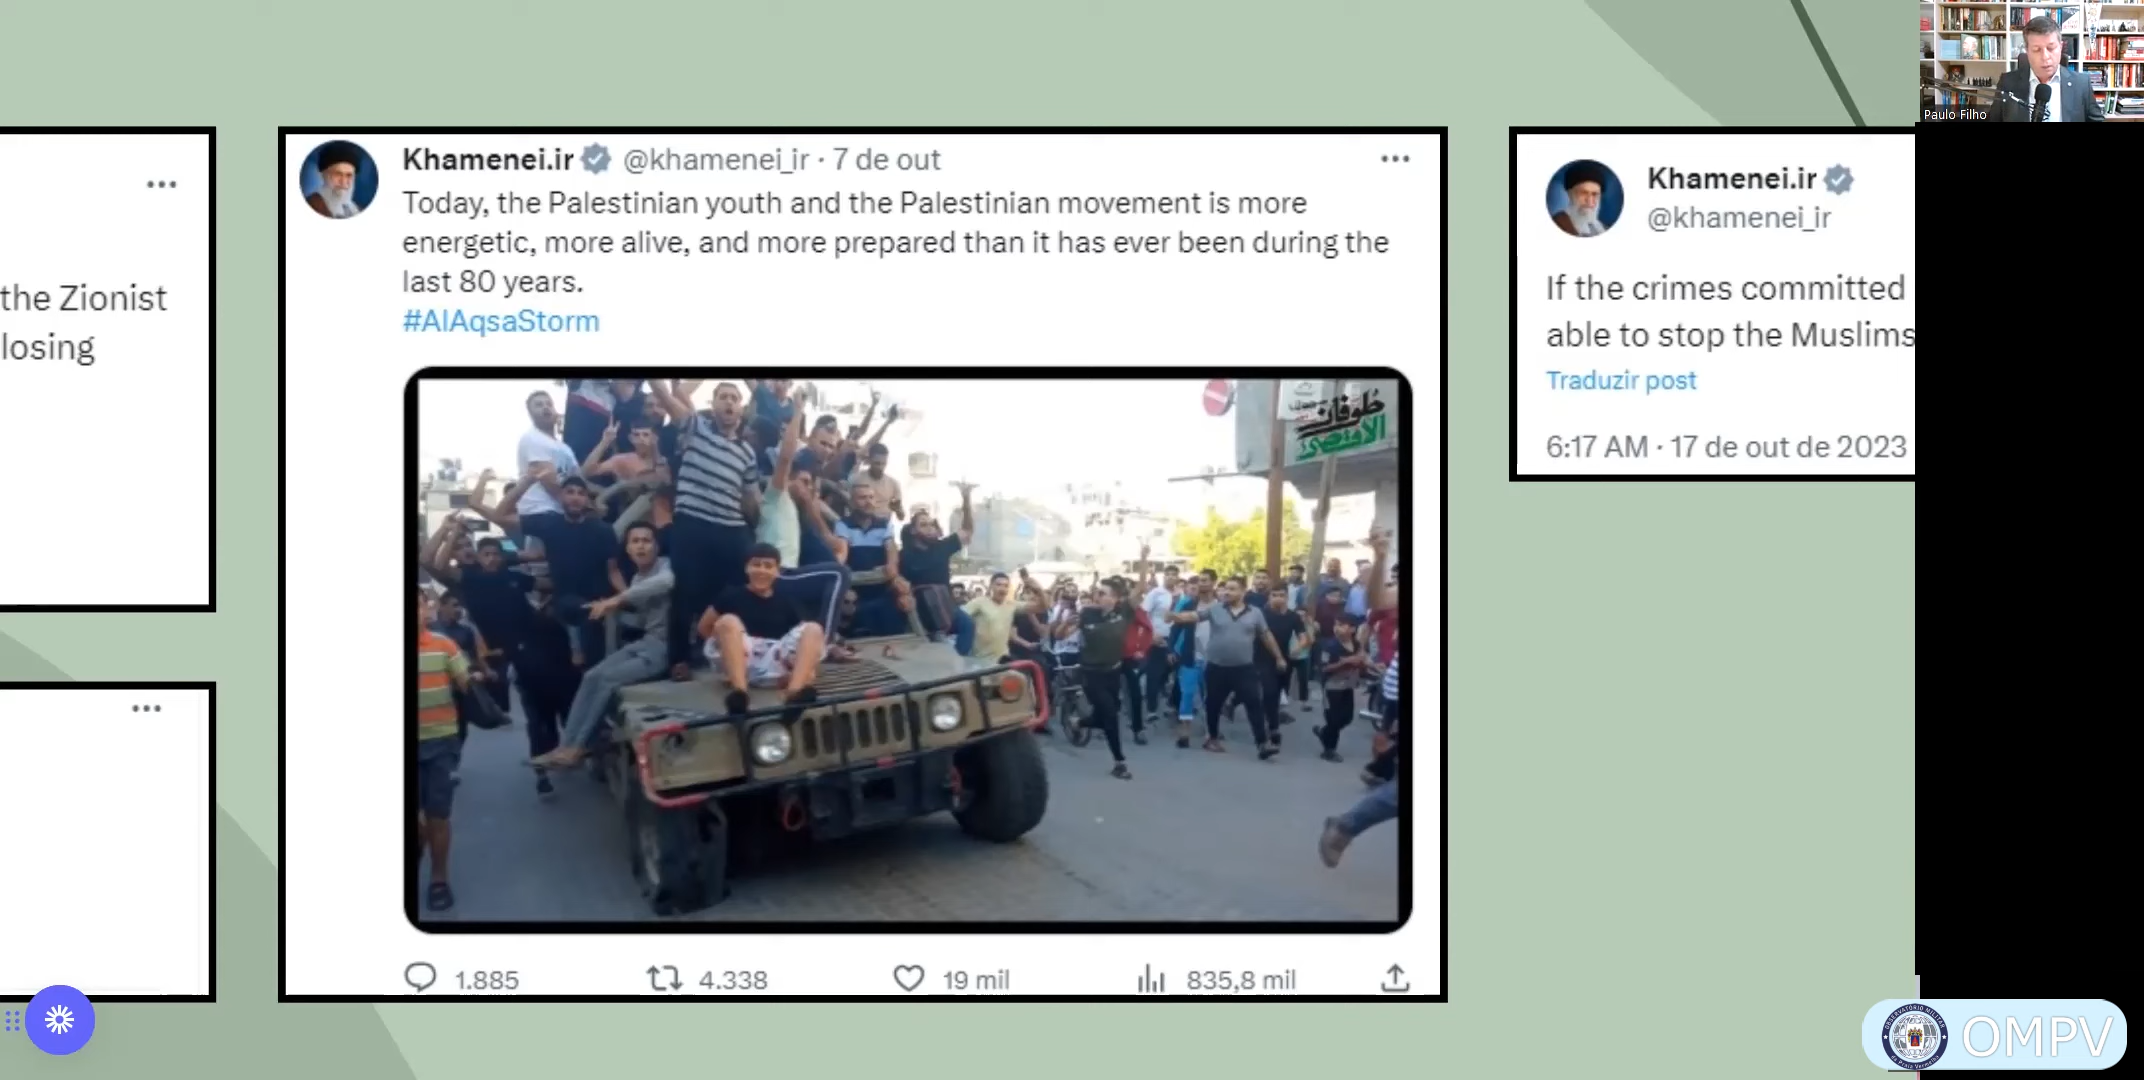 the Zionist
losing
Khamenei.ir @khamenei_ir · 7 de out
Today, the Palestinian youth and the Palestinian movement is more
energetic, more alive, and more prepared than it has ever been during the
last 80 years.
#AlAqsaStorm
طوفان
الأقصى
1.885 4.338 19 mil 835,8 mil
Khamenei.ir
@khamenei_ir
If the crimes committed
able to stop the Muslims
Traduzir post
6:17 AM · 17 de out de 2023
Paulo Filho
OMPV